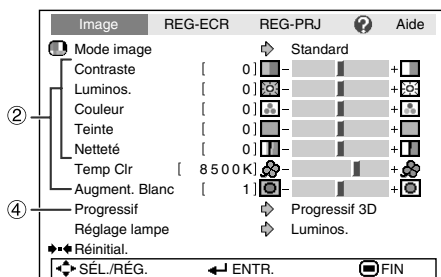 Image REG-ECR REG-PRJ ? Aide
Mode image Standard
Contraste [ 0] - +
Luminos. [ 0] - +
Couleur [ 0] - +
Teinte [ 0] - +
Netteté [ 0] - +
Temp Clr [ 8500K] - +
Augment. Blanc [ 1] - +
Progressif Progressif 3D
Réglage lampe Luminos.
Réinitial.
SÉL./RÉG. ENTR. FIN
②
④